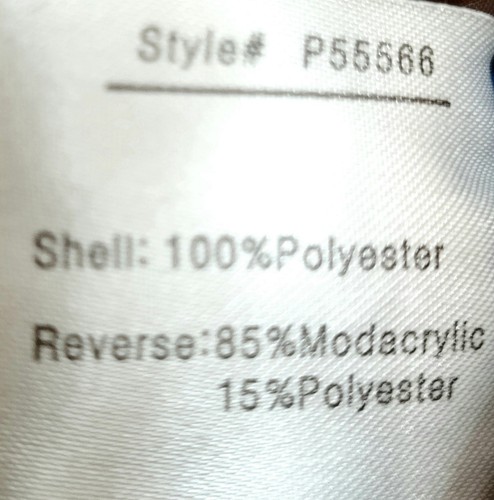 Style# P55566
Shell: 100%Polyester
Reverse:85%Modacrylic
15%Polyester